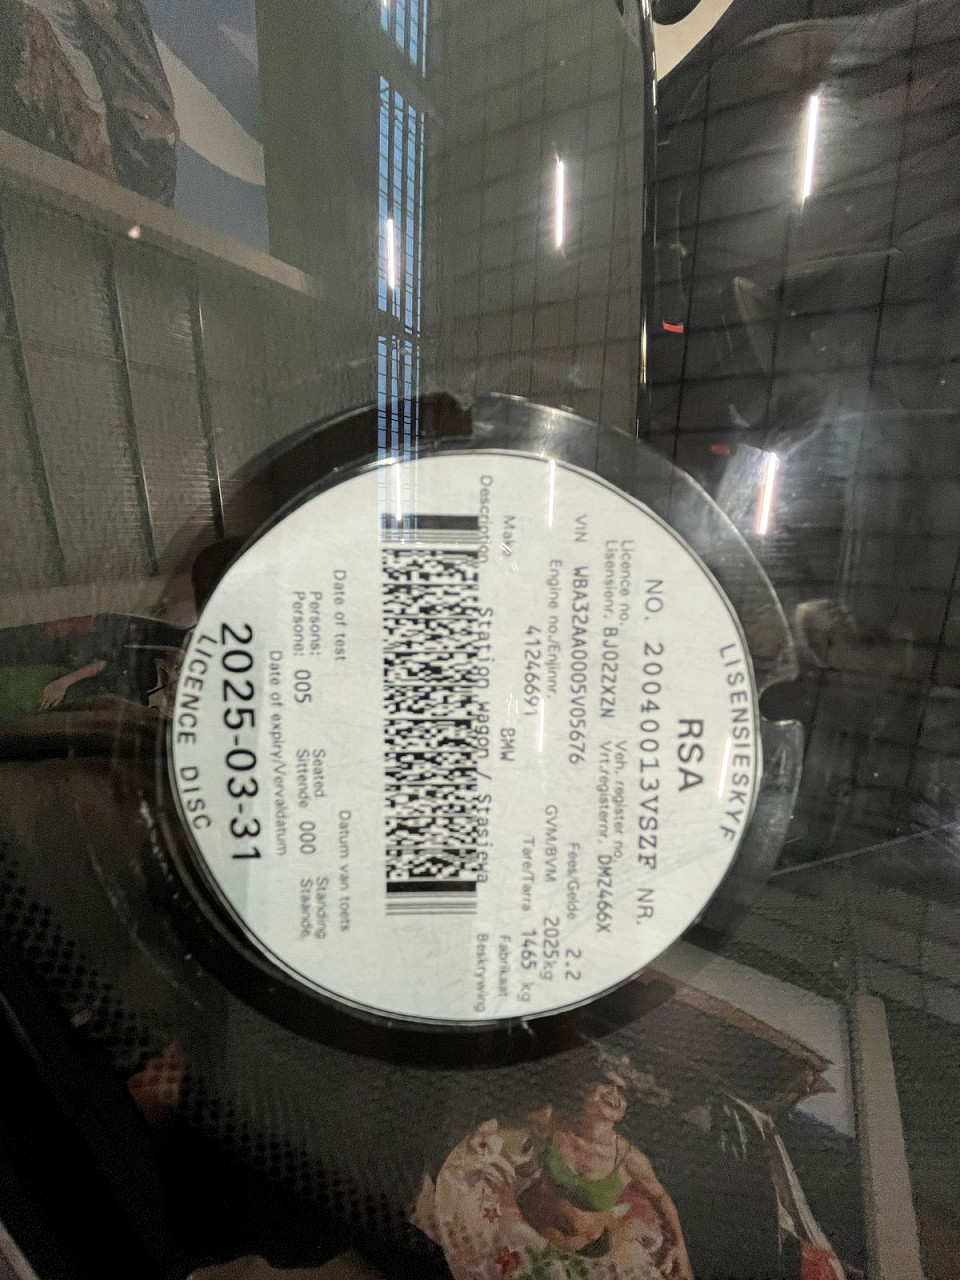 LISENSIESKYF
RSA
NO. 20040013VSZF NR.
Licence no. Veh. register no.
Lisensienr. BJ02ZXZN Vrt.registernr. DMZ466X
VIN WBA32AA0005V05676 Fees/Gelde 2.2
Engine no./Enjinnr. GVM/BVM 2025kg
41246691 Tare/Tarra 1465 kg
Make BMW Fabrikaat
Description Station wagon / Stasiewa Beskrywing
Date of test Datum van toets
Persons: Seated Standing
Persone: 005 Sittende 000 Staande,
Date of expiry/Vervaldatum
2025-03-31
LICENCE DISC